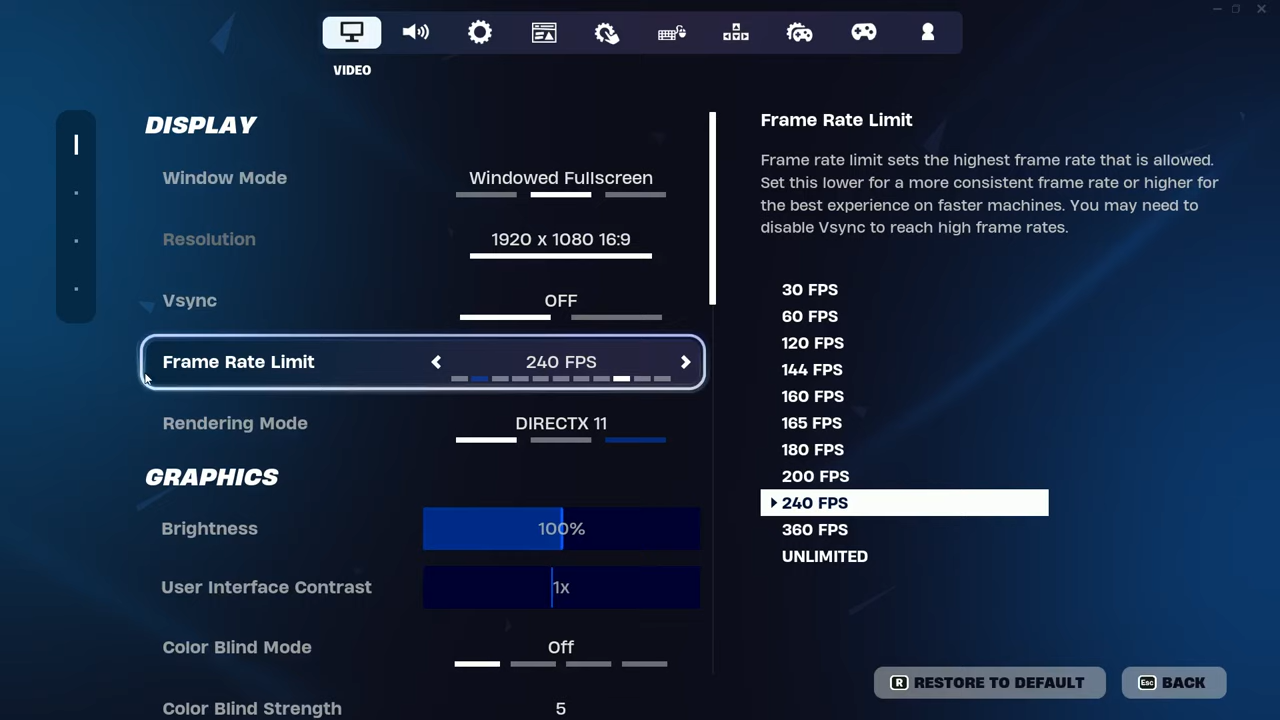 VIDEO
DISPLAY
Window Mode
Windowed Fullscreen
Resolution
1920 x 1080 16:9
Vsync
OFF
Frame Rate Limit
240 FPS
Rendering Mode
DIRECTX 11
GRAPHICS
Brightness
100%
User Interface Contrast
1x
Color Blind Mode
Off
Color Blind Strength
5
Frame Rate Limit
Frame rate limit sets the highest frame rate that is allowed.
Set this lower for a more consistent frame rate or higher for
the best experience on faster machines. You may need to
disable Vsync to reach high frame rates.
30 FPS
60 FPS
120 FPS
144 FPS
160 FPS
165 FPS
180 FPS
200 FPS
240 FPS
360 FPS
UNLIMITED
R RESTORE TO DEFAULT
Esc BACK